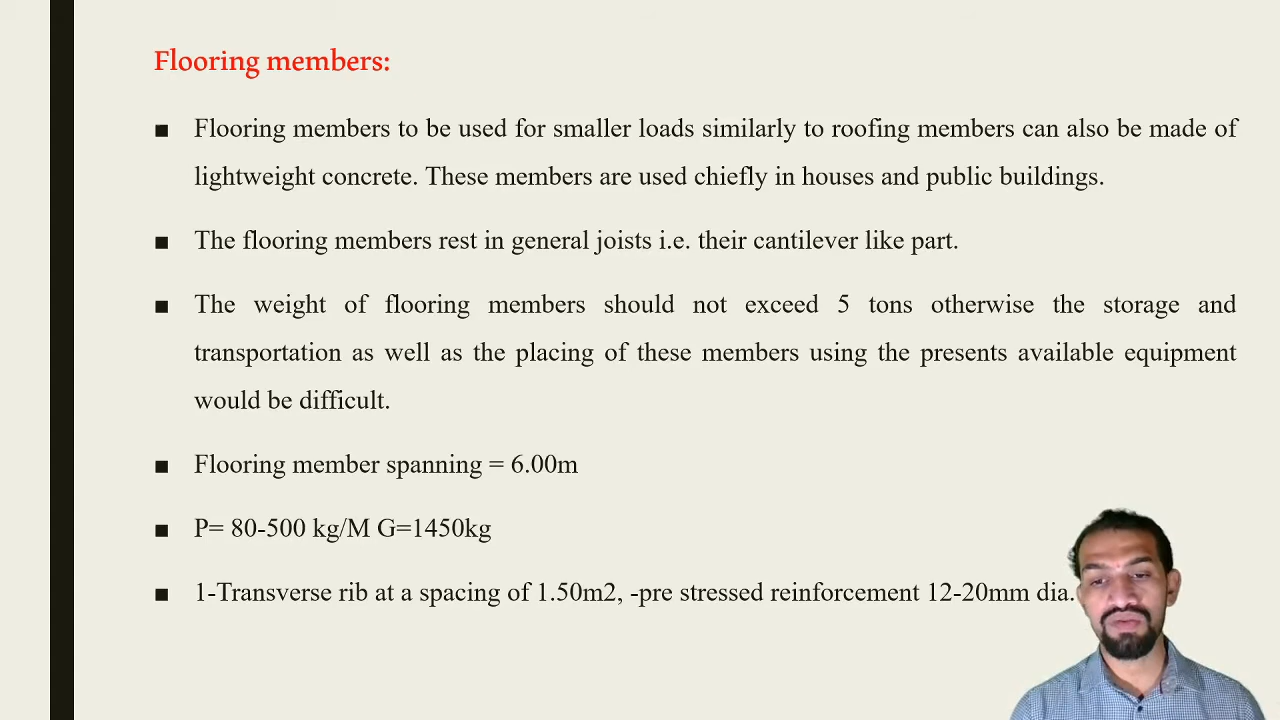 Flooring members:
■ Flooring members to be used for smaller loads similarly to roofing members can also be made of
lightweight concrete. These members are used chiefly in houses and public buildings.
■ The flooring members rest in general joists i.e. their cantilever like part.
■ The weight of flooring members should not exceed 5 tons otherwise the storage and
transportation as well as the placing of these members using the presents available equipment
would be difficult.
■ Flooring member spanning = 6.00m
■ P= 80-500 kg/M G=1450kg
■ 1-Transverse rib at a spacing of 1.50m2, -pre stressed reinforcement 12-20mm dia.